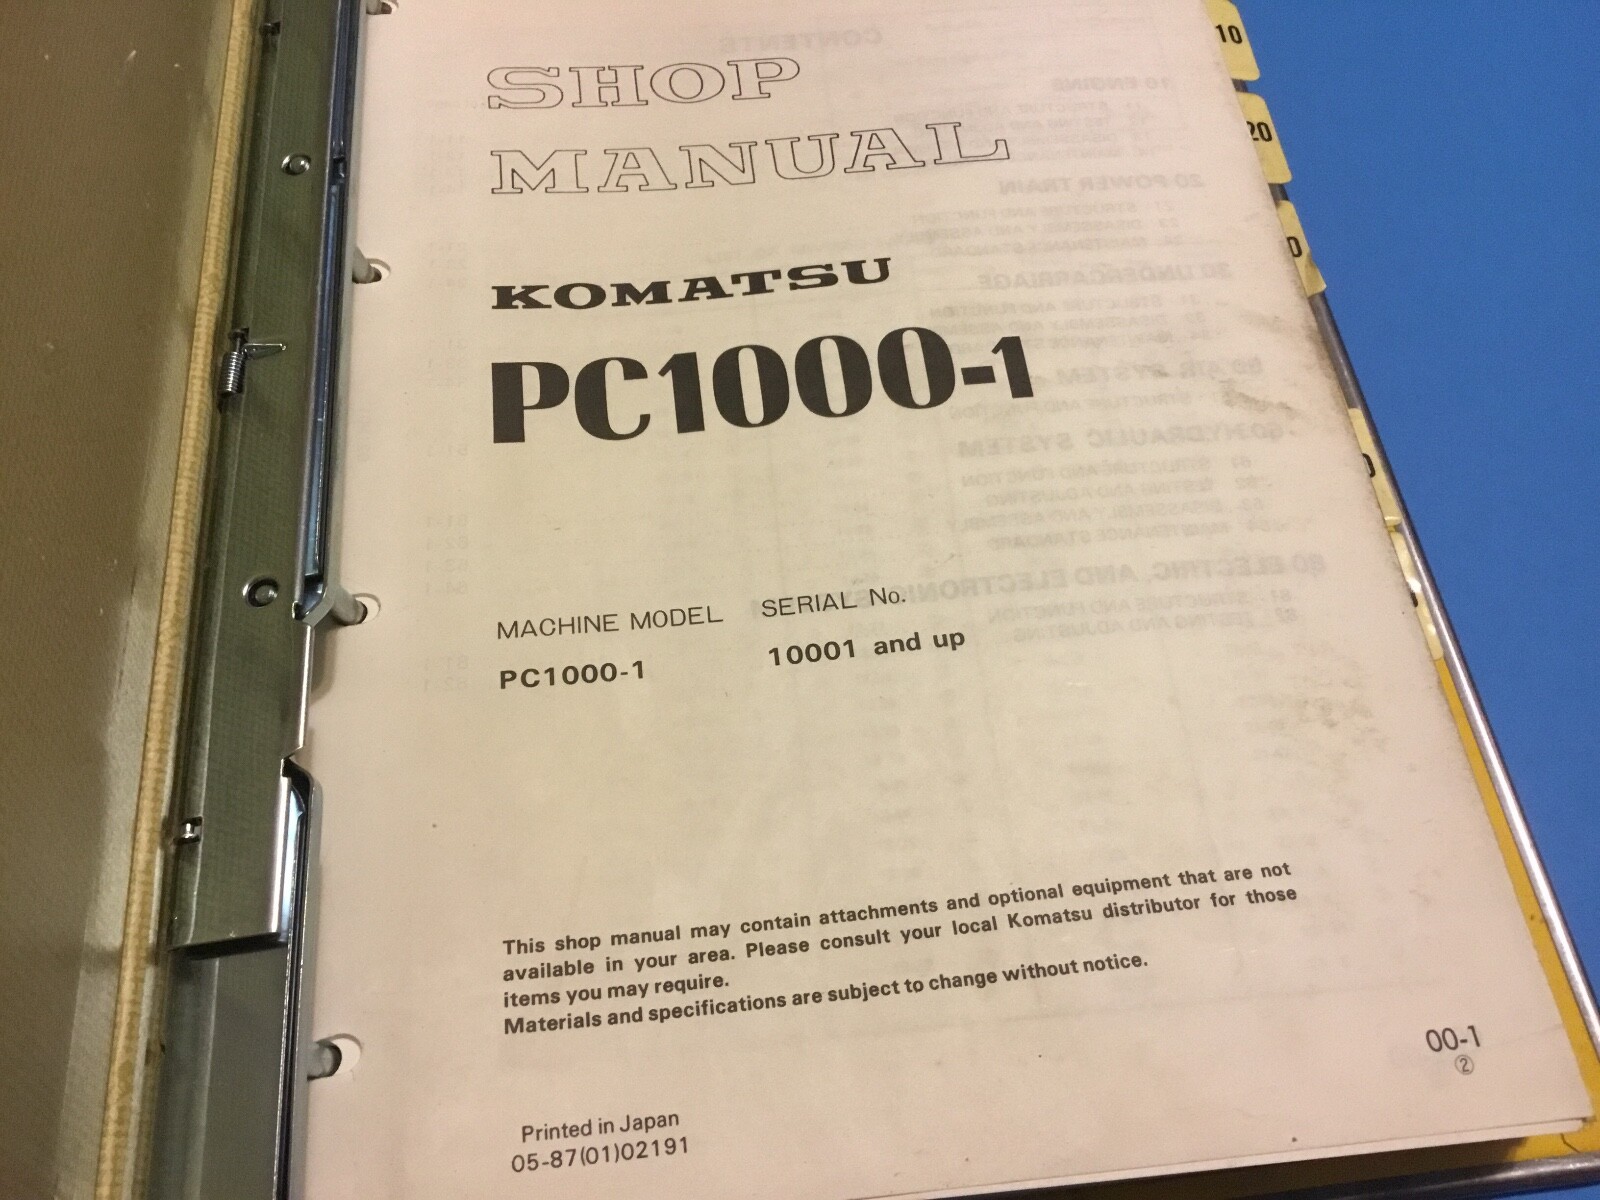 SHOP
MANUAL
KOMATSU
PC1000-1
MACHINE MODEL SERIAL No.
PC1000-1 10001 and up
This shop manual may contain attachments and optional equipment that are not
available in your area. Please consult your local Komatsu distributor for those
items you may require.
Materials and specifications are subject to change without notice.
00-1
②
Printed in Japan
05-87(01)02191
10
20